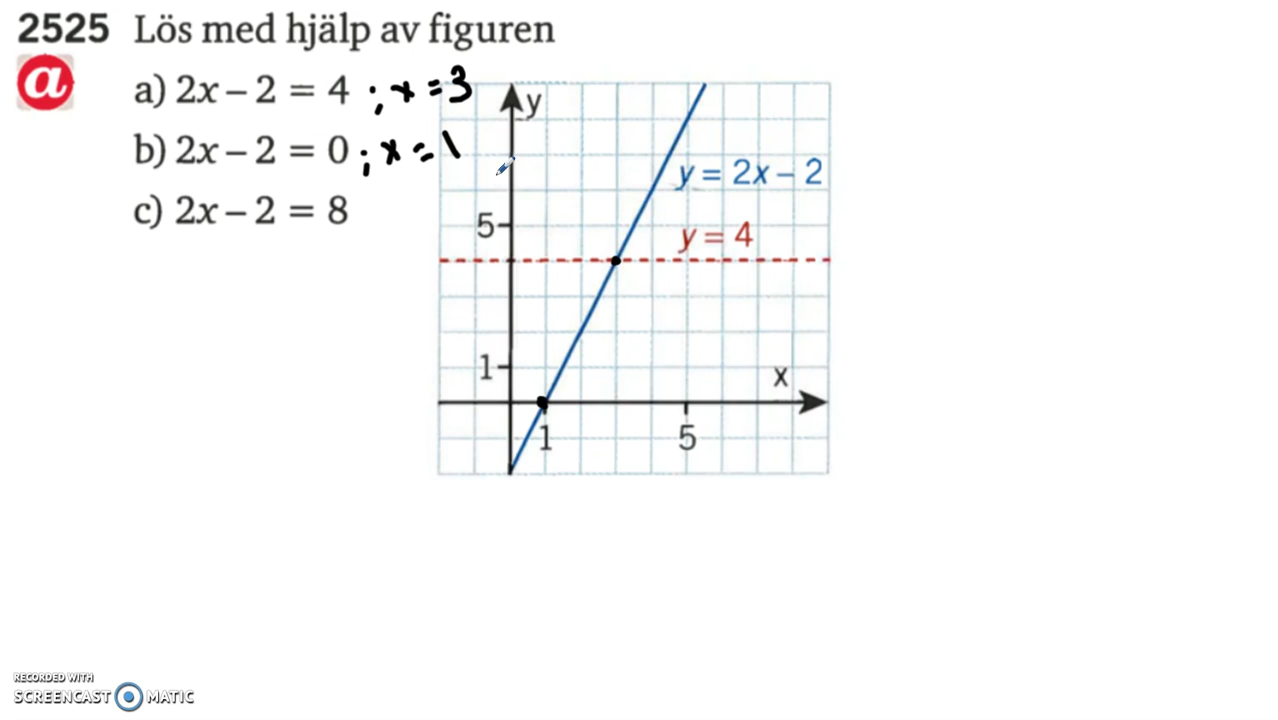 2525 Lös med hjälp av figuren
a
a) 2x – 2 = 4 ; x = 3
b) 2x – 2 = 0 ; x = 1
c) 2x – 2 = 8
y
y = 2x – 2
5
y = 4
1
x
1 5
RECORDED WITH
SCREENCAST MATIC